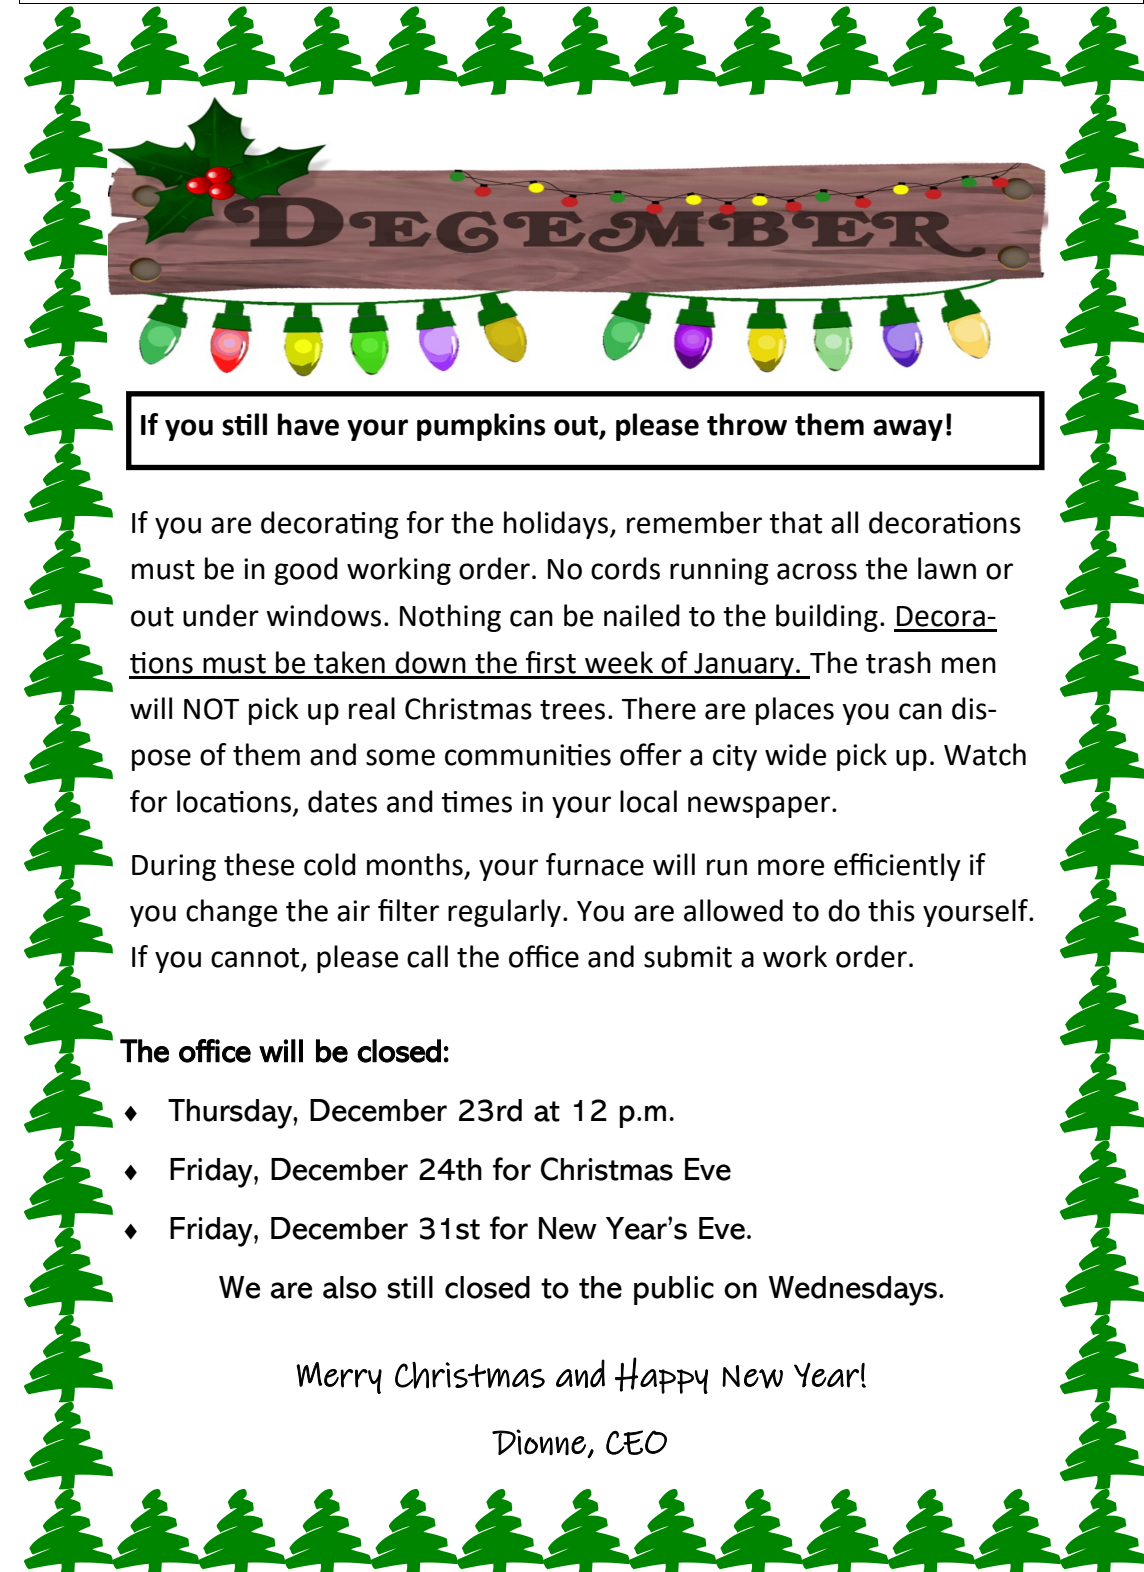 DECEMBER
If you still have your pumpkins out, please throw them away!
If you are decorating for the holidays, remember that all decorations
must be in good working order. No cords running across the lawn or
out under windows. Nothing can be nailed to the building. Decora-
tions must be taken down the first week of January. The trash men
will NOT pick up real Christmas trees. There are places you can dis-
pose of them and some communities offer a city wide pick up. Watch
for locations, dates and times in your local newspaper.
During these cold months, your furnace will run more efficiently if
you change the air filter regularly. You are allowed to do this yourself.
If you cannot, please call the office and submit a work order.
The office will be closed:
♦ Thursday, December 23rd at 12 p.m.
♦ Friday, December 24th for Christmas Eve
♦ Friday, December 31st for New Year’s Eve.
We are also still closed to the public on Wednesdays.
Merry Christmas and Happy New Year!
Dionne, CEO